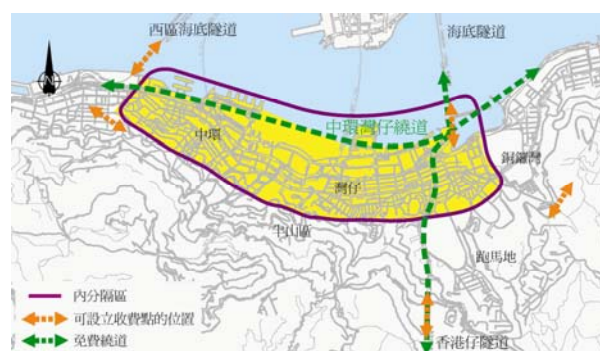 西區海底隧道
海底隧道
N
中環灣仔繞道
中環
銅鑼灣
灣仔
半山區
跑馬地
內分隔區
可設立收費點的位置
免費繞道
香港仔隧道